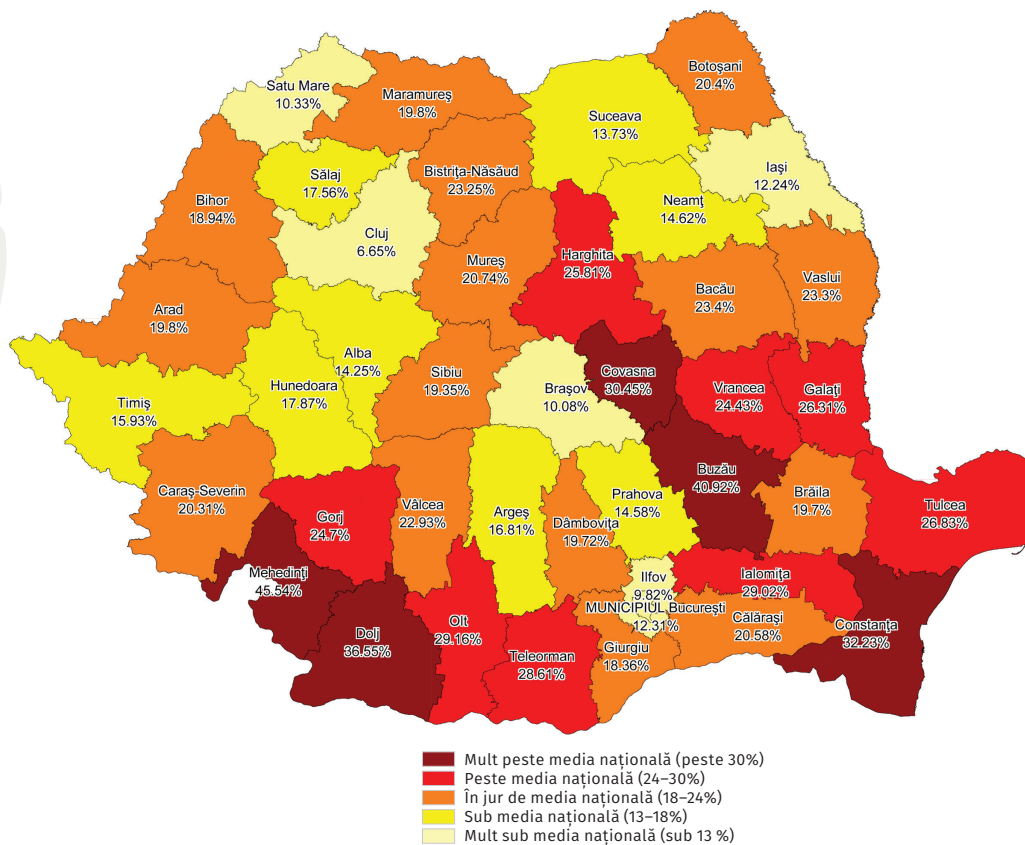 Botoşani
20.4%
Satu Mare
10.33%
Maramureş
19.8%
Suceava
13.73%
Iaşi
12.24%
Sălaj
17.56%
Bistriţa-Năsăud
23.25%
Neamţ
14.62%
Bihor
18.94%
Cluj
6.65%
Mureş
20.74%
Harghita
25.81%
Bacău
23.4%
Vaslui
23.3%
Arad
19.8%
Alba
14.25%
Sibiu
19.35%
Braşov
10.08%
Covasna
30.45%
Vrancea
24.43%
Galaţi
26.31%
Timiş
15.93%
Hunedoara
17.87%
Caraş-Severin
20.31%
Gorj
24.7%
Vâlcea
22.93%
Argeş
16.81%
Dâmboviţa
19.72%
Prahova
14.58%
Buzău
40.92%
Brăila
19.7%
Tulcea
26.83%
Mehedinţi
45.54%
Dolj
36.55%
Olt
29.16%
Teleorman
28.61%
Ilfov
9.82%
MUNICIPIUL Bucureşti
12.31%
Giurgiu
18.36%
Ialomiţa
29.02%
Călăraşi
20.58%
Constanţa
32.23%
Mult peste media națională (peste 30%)
Peste media națională (24–30%)
În jur de media națională (18–24%)
Sub media națională (13–18%)
Mult sub media națională (sub 13 %)